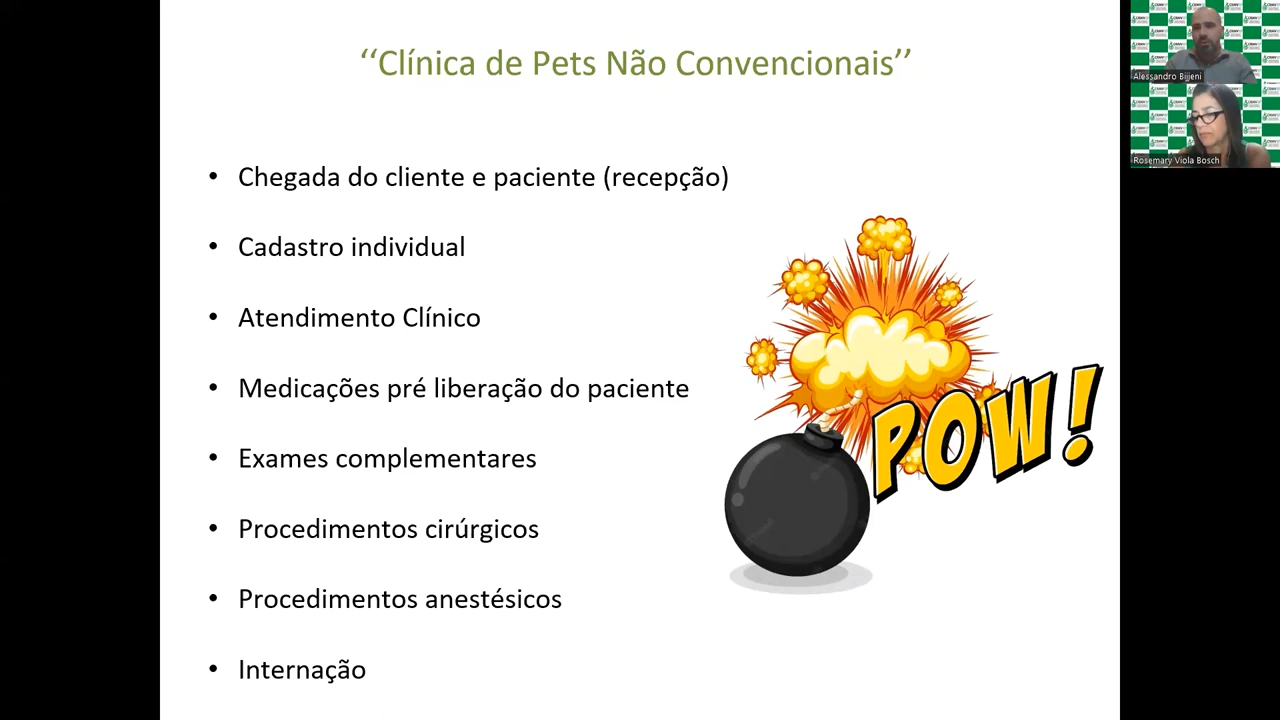 ‘‘Clínica de Pets Não Convencionais’’
• Chegada do cliente e paciente (recepção)
• Cadastro individual
• Atendimento Clínico
• Medicações pré liberação do paciente
• Exames complementares
• Procedimentos cirúrgicos
• Procedimentos anestésicos
• Internação
POW!
Alessandro Bijjeni
Rosemary Viola Bosch